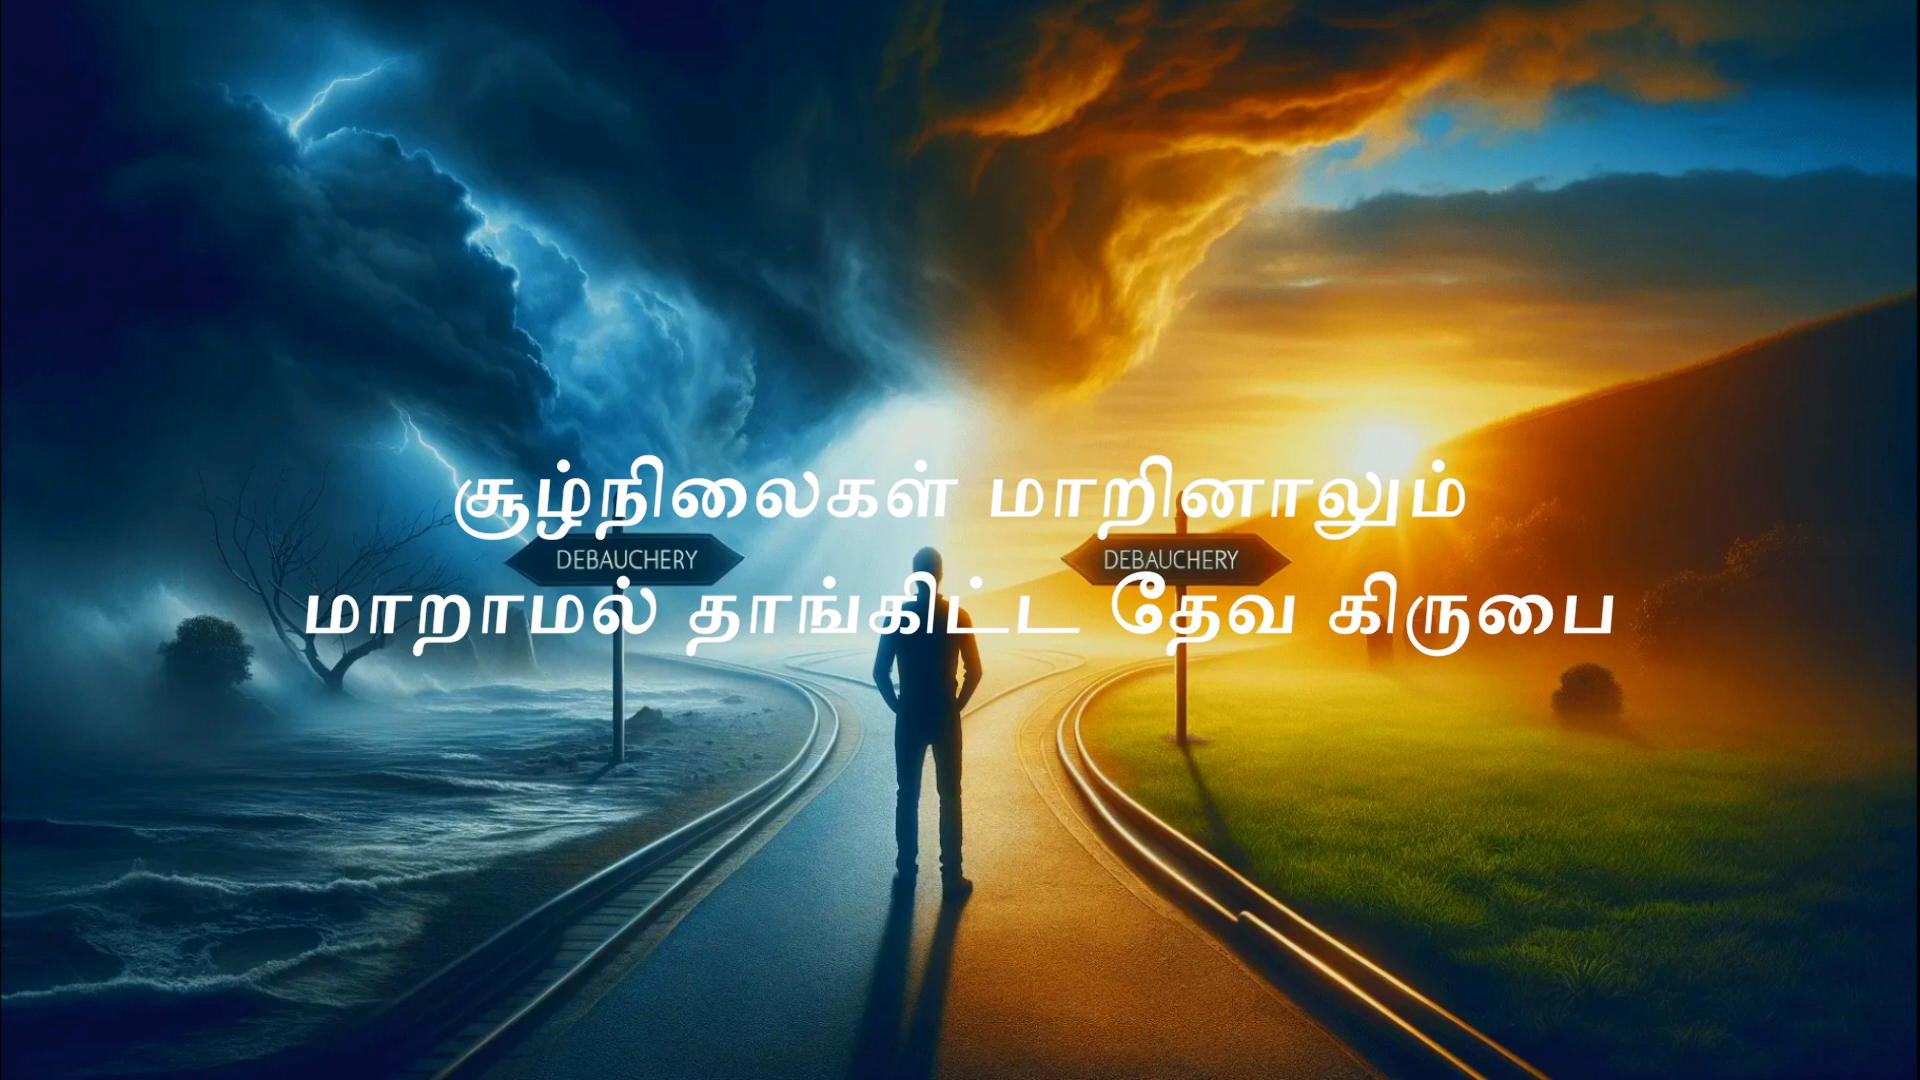 சூழ்நிலைகள் மாறினாலும்
DEBAUCHERY DEBAUCHERY
மாறாமல் தாங்கிட்ட தேவ கிருபை